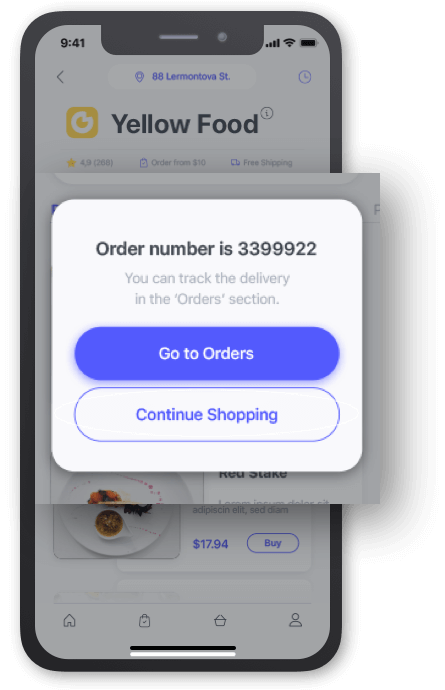 9:41
88 Lermontova St.
Yellow Food
4,9 (268) Order from $10 Free Shipping
Order number is 3399922
You can track the delivery
in the ‘Orders’ section.
Go to Orders
Continue Shopping
Red Stake
Lorem ipsum dolor sit
adipiscin elit, sed diam
$17.94 Buy